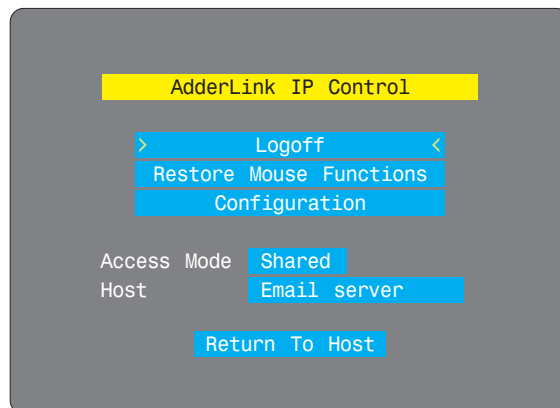 AdderLink IP Control
> Logoff <
Restore Mouse Functions
Configuration
Access Mode Shared
Host Email server
Return To Host